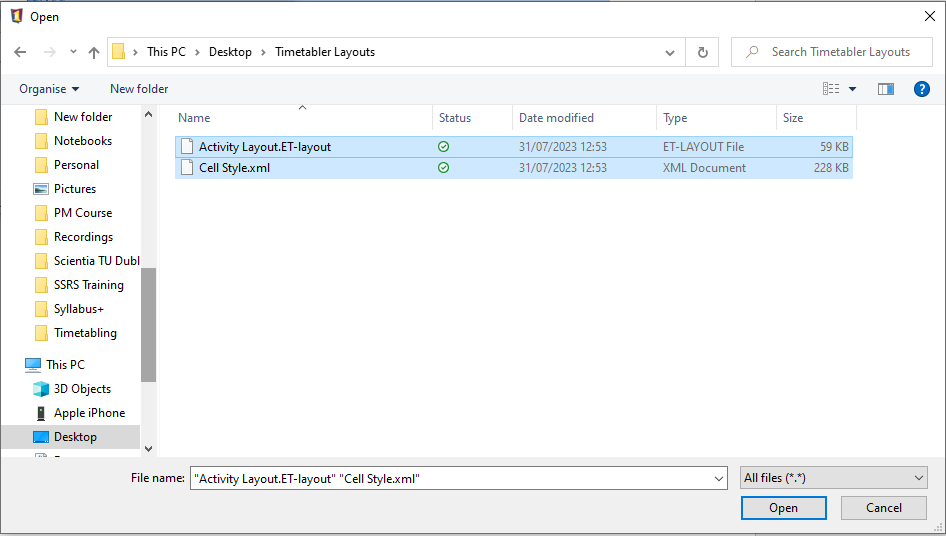 Open
This PC > Desktop > Timetabler Layouts
Search Timetabler Layouts
Organise
New folder
New folder
Notebooks
Personal
Pictures
PM Course
Recordings
Scientia TU Dubl
SSRS Training
Syllabus+
Timetabling
This PC
3D Objects
Apple iPhone
Desktop
Name Status Date modified Type Size
Activity Layout.ET-layout 31/07/2023 12:53 ET-LAYOUT File 59 KB
Cell Style.xml 31/07/2023 12:53 XML Document 228 KB
File name: "Activity Layout.ET-layout" "Cell Style.xml"
All files (*.*)
Open
Cancel